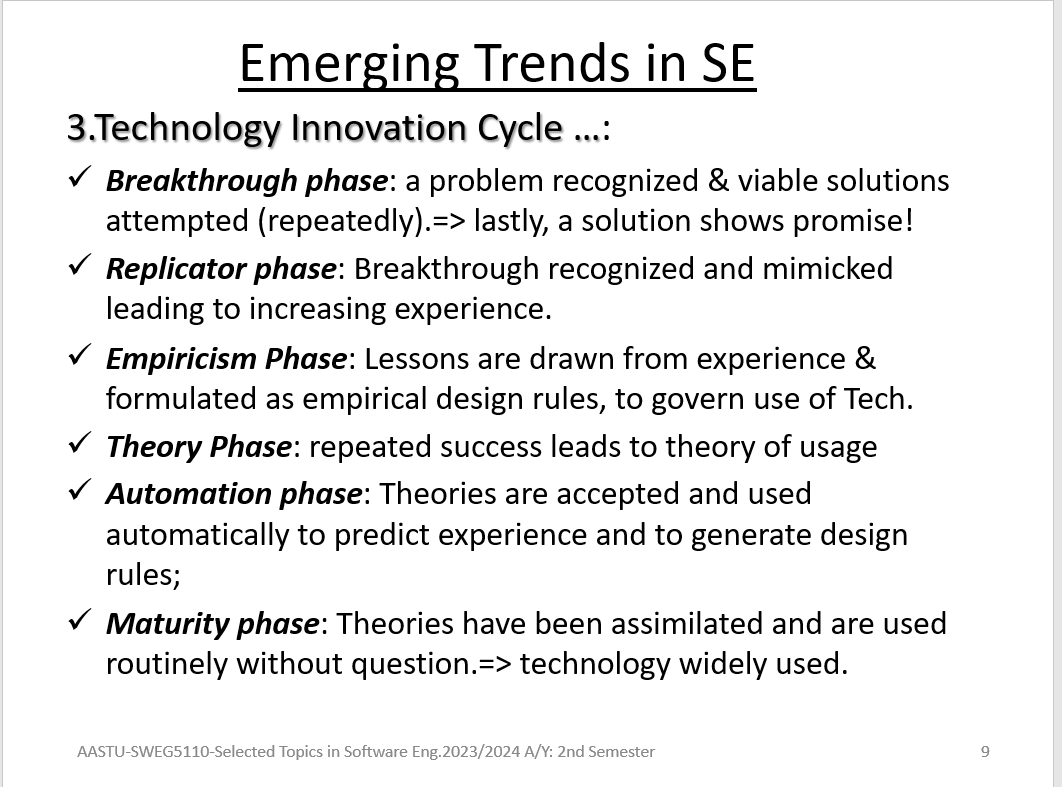 Emerging Trends in SE
3.Technology Innovation Cycle …:
✓ Breakthrough phase: a problem recognized & viable solutions
attempted (repeatedly).=> lastly, a solution shows promise!
✓ Replicator phase: Breakthrough recognized and mimicked
leading to increasing experience.
✓ Empiricism Phase: Lessons are drawn from experience &
formulated as empirical design rules, to govern use of Tech.
✓ Theory Phase: repeated success leads to theory of usage
✓ Automation phase: Theories are accepted and used
automatically to predict experience and to generate design
rules;
✓ Maturity phase: Theories have been assimilated and are used
routinely without question.=> technology widely used.
AASTU-SWEG5110-Selected Topics in Software Eng.2023/2024 A/Y: 2nd Semester
9